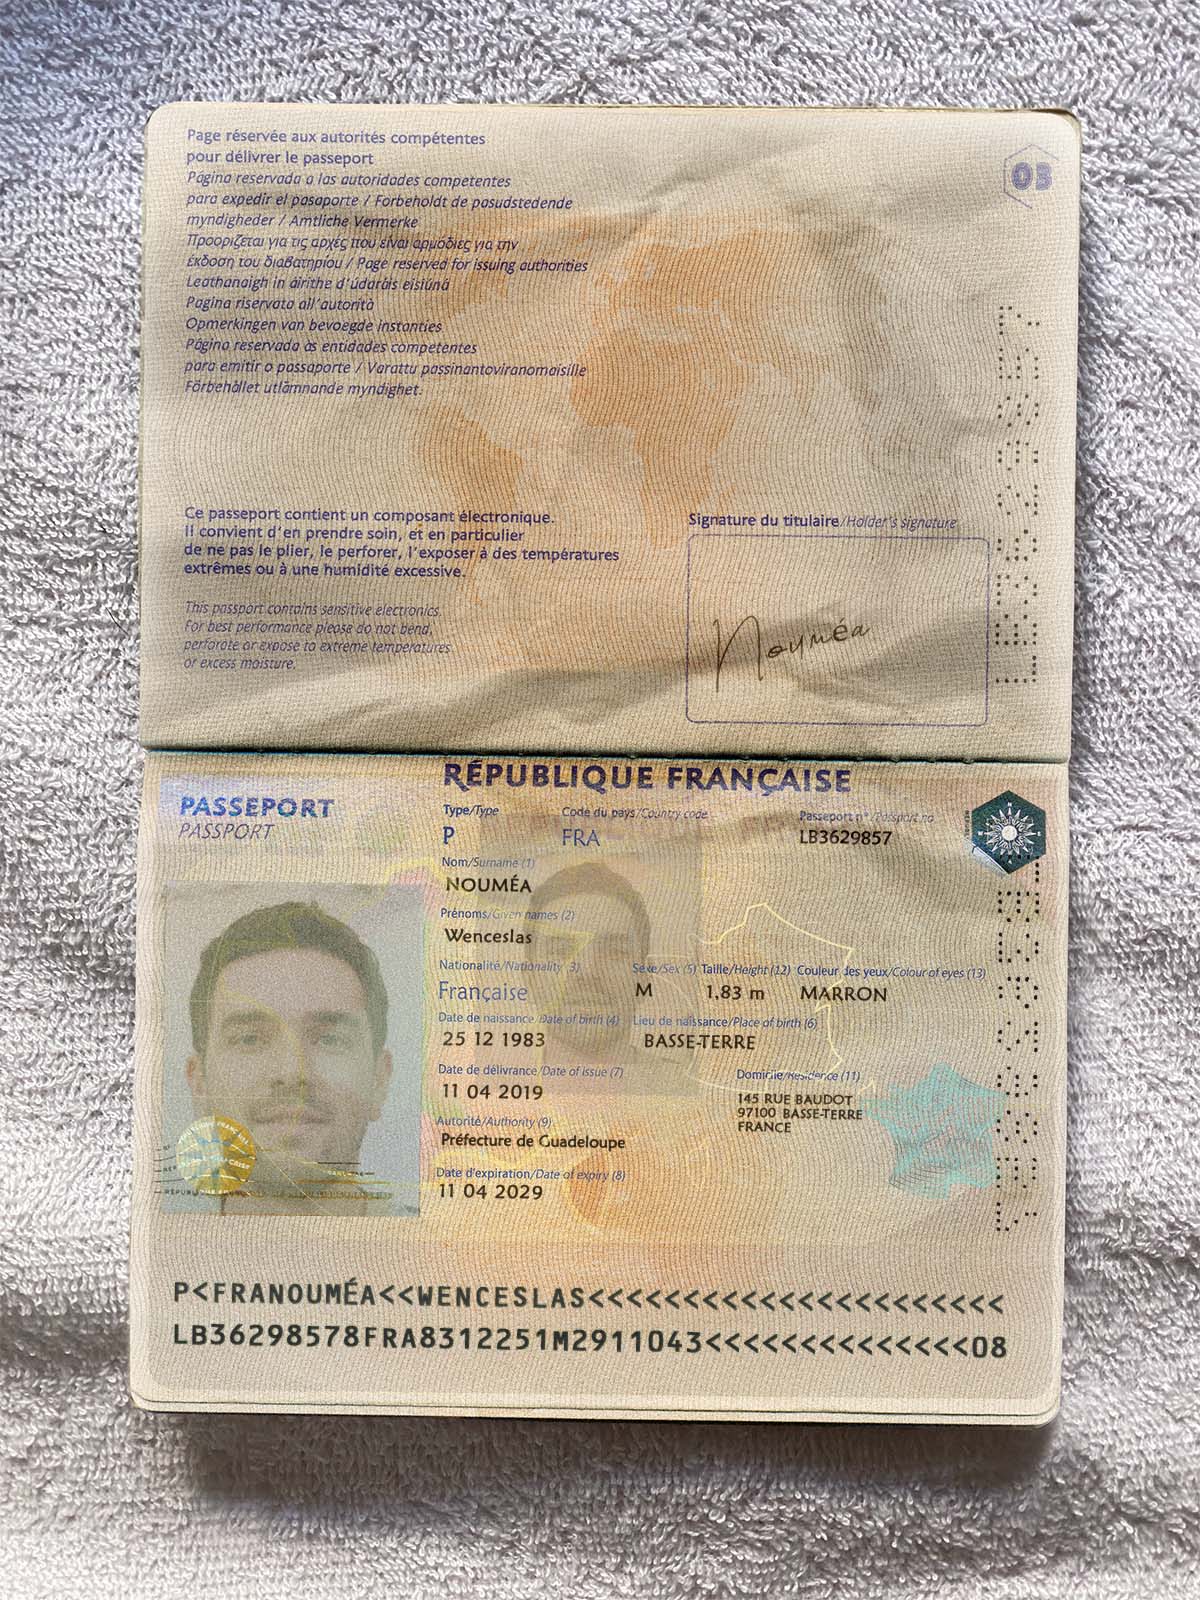 Page réservée aux autorités compétentes
pour délivrer le passeport
Pagina reservada a las autoridades competentes
para expedir el pasaporte / Forbeholdt de pasudstedende
myndigheder / Amtliche Vermerke
Προορίζεται για τις αρχές που είναι αρμόδιες για την
έκδοση του διαβατηρίου / Page reserved for issuing authorities
Leathanaigh in áirithe d'údaráis eisiúná
Pagina riservata all'autorità
Opmerkingen van bevoegde instanties
Página reservada às entidades competentes
para emitir o passaporte / Varattu passinantoviranomaisille
Förbehållet utlämnande myndighet.
03
Ce passeport contient un composant électronique.
Il convient d'en prendre soin, et en particulier
de ne pas le plier, le perforer, l'exposer à des températures
extrêmes ou à une humidité excessive.
This passport contains sensitive electronics.
For best performance please do not bend,
perforate or expose to extreme temperatures
or excess moisture.
Signature du titulaire/Holder's signature
Nouméa
RÉPUBLIQUE FRANÇAISE
PASSEPORT
PASSPORT
Type/Type Code du pays/Country code Passeport n°/Passport no
P FRA LB3629857
Nom/Surname (1)
NOUMÉA
Prénoms/Given names (2)
Wenceslas
Nationalité/Nationality (3) Sexe/Sex (5) Taille/Height (12) Couleur des yeux/Colour of eyes (13)
Française M 1,83 m MARRON
Date de naissance/Date of birth (4) Lieu de naissance/Place of birth (6)
25 12 1983 BASSE-TERRE
Date de délivrance/Date of issue (7) Domicile/Residence (11)
11 04 2019
145 RUE BAUDOT
97100 BASSE-TERRE
FRANCE
Autorité/Authority (9)
Préfecture de Guadeloupe
Date d'expiration/Date of expiry (8)
11 04 2029
P<FRANOUMÉA<<WENCESLAS<<<<<<<<<<<<<<<<<<<<<<
LB36298578FRA8312251M2911043<<<<<<<<<<<<<<08